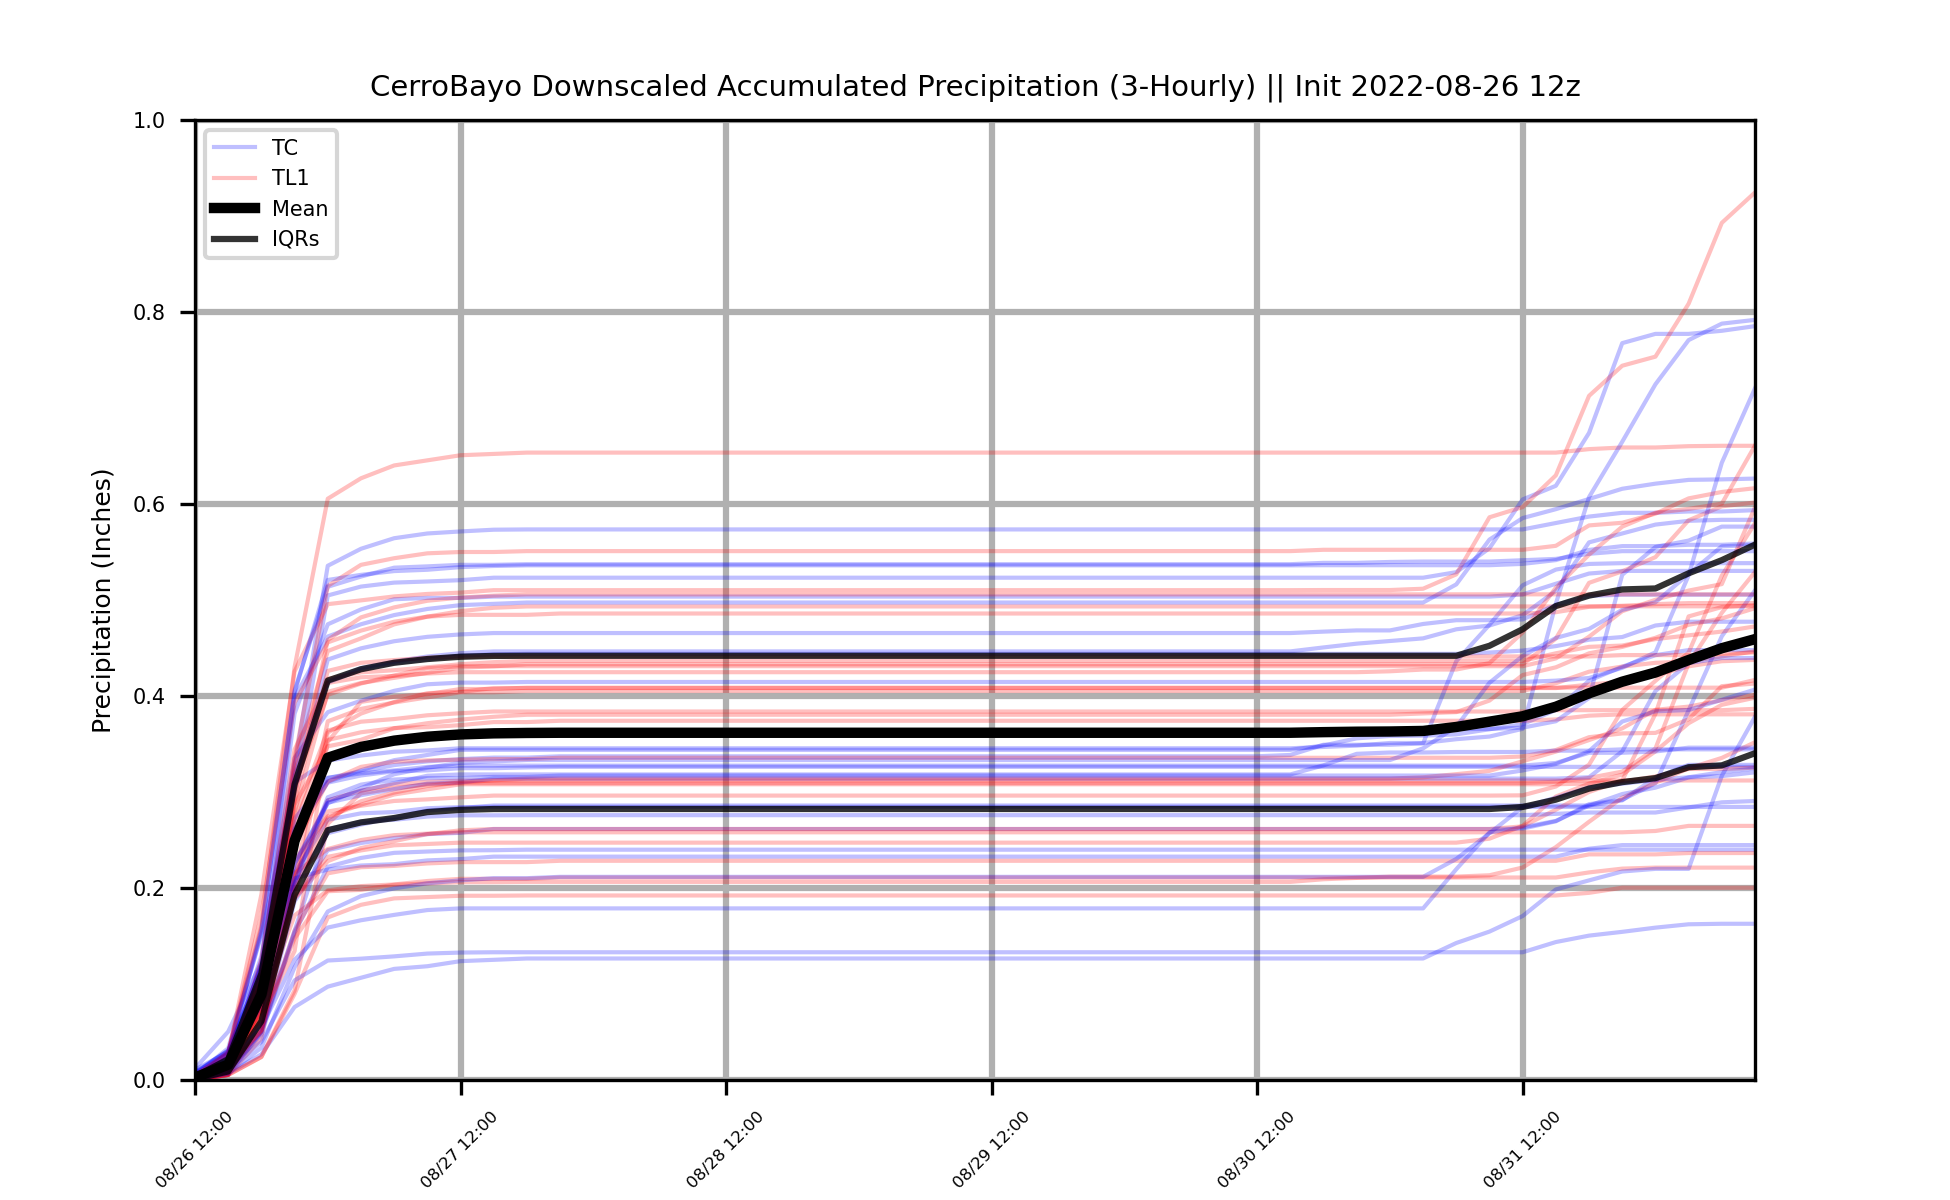 CerroBayo Downscaled Accumulated Precipitation (3-Hourly) || Init 2022-08-26 12z
TC
TL1
Mean
IQRs
Precipitation (Inches)
1.0
0.8
0.6
0.4
0.2
0.0
08/26 12:00
08/27 12:00
08/28 12:00
08/29 12:00
08/30 12:00
08/31 12:00